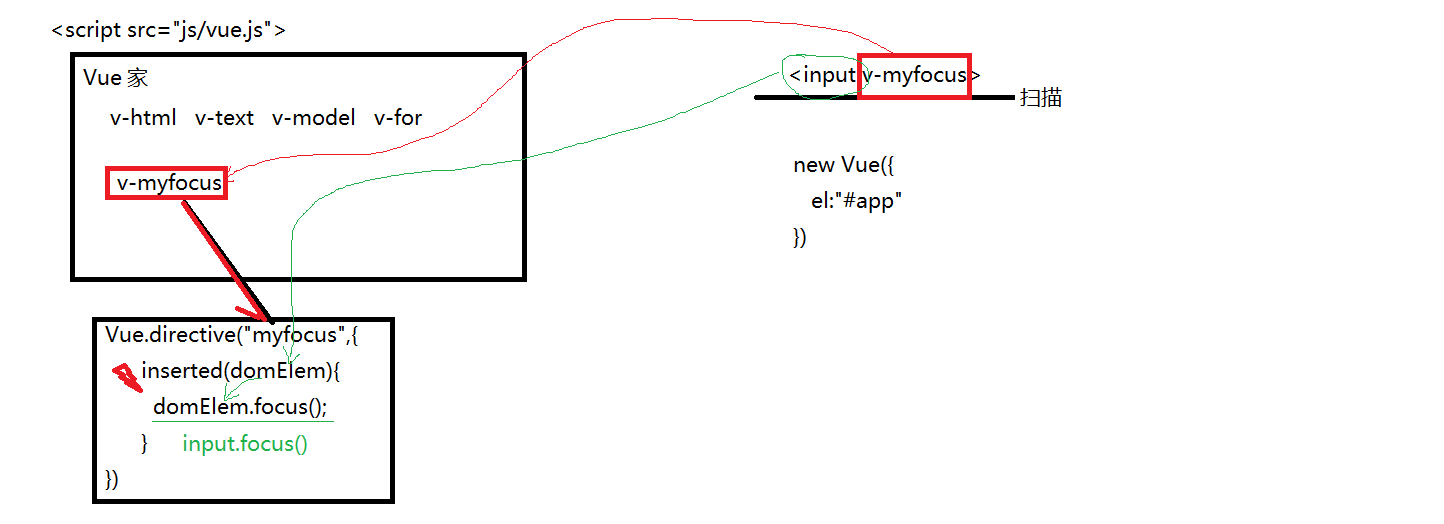 <script src="js/vue.js">
Vue 家
v-html v-text v-model v-for
v-myfocus
Vue.directive("myfocus",{
inserted(domElem){
domElem.focus();
} input.focus()
})
<input v-myfocus>
扫描
new Vue({
el:"#app"
})